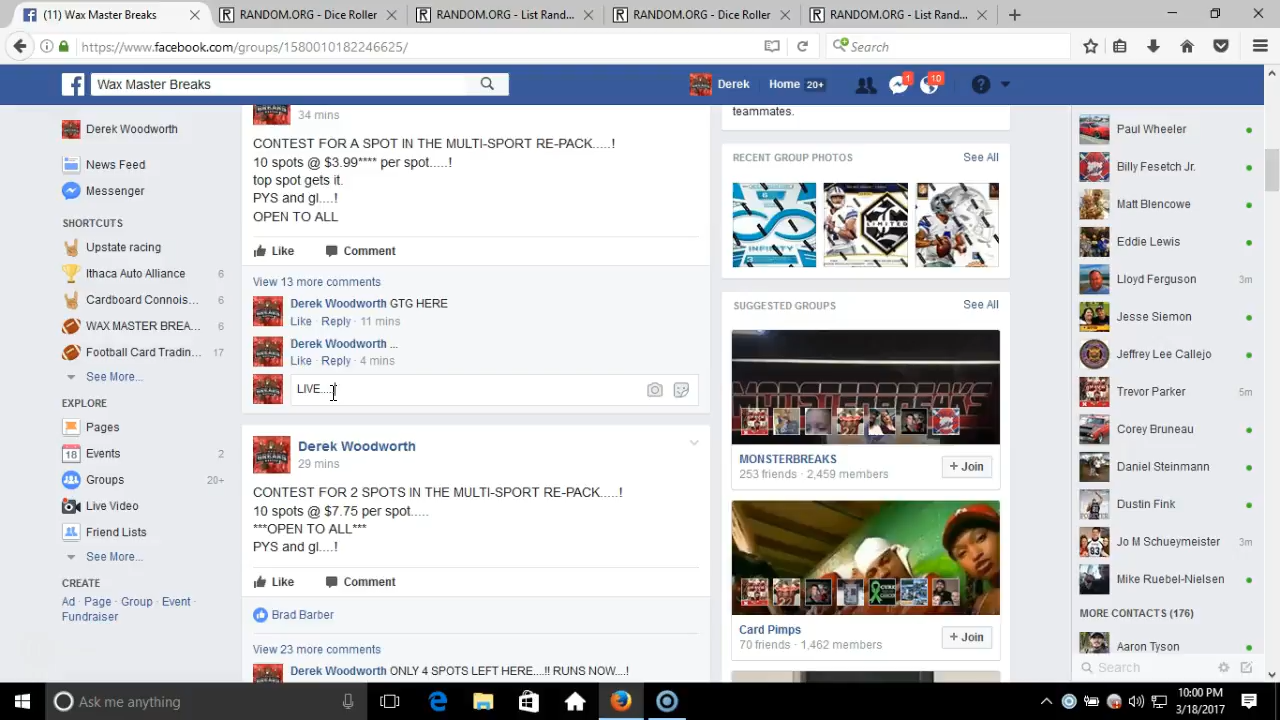 (11) Wax Master Breaks
RANDOM.ORG - Dice Roller
RANDOM.ORG - List Rand...
RANDOM.ORG - Dice Roller
RANDOM.ORG - List Rand...
https://www.facebook.com/groups/1580010182246625/
Search
Wax Master Breaks
Derek
Home 20+
1
10
Derek Woodworth
News Feed
Messenger
SHORTCUTS
Upstate racing
Ithaca Auto Alliance 6
Cardboard Connois... 6
WAX MASTER BREA... 6
Football Card Tradin... 17
See More...
EXPLORE
Pages
18 Events 2
Groups 20+
Live Video
Friend Lists
See More...
CREATE
Ad · Page · Group · Event ·
Fundraiser
34 mins
CONTEST FOR A SPOT IN THE MULTI-SPORT RE-PACK.....!
10 spots @ $3.99**** per spot.....!
top spot gets it.
PYS and gl....!
OPEN TO ALL
Like Comment
View 13 more comments
Derek Woodworth GTG HERE
Like · Reply · 11 mins
Derek Woodworth ...
Like · Reply · 4 mins
LIVE...
Derek Woodworth
29 mins
CONTEST FOR 2 SPOTS IN THE MULTI-SPORT RE-PACK.....!
10 spots @ $7.75 per spot.....
***OPEN TO ALL***
PYS and gl....!
Like Comment
Brad Barber
View 23 more comments
Derek Woodworth ONLY 4 SPOTS LEFT HERE....!! RUNS NOW...!
teammates.
RECENT GROUP PHOTOS See All
INFINITY
LIMITED
SUGGESTED GROUPS See All
MONSTERBREAKS
MONSTERBREAKS
253 friends · 2,459 members
+ Join
Card Pimps
70 friends · 1,462 members
+ Join
Paul Wheeler
Billy Fesetch Jr.
Matt Blencowe
Eddie Lewis
Lloyd Ferguson 3m
Jesse Siemon
Jeffrey Lee Callejo
Trevor Parker 5m
Corey Bruneau
Daniel Steinmann
Dustin Fink
Jo M Schueymeister 3m
Mike Ruebel-Nielsen
MORE CONTACTS (176)
Aaron Tyson
Search
Ask me anything
10:00 PM
3/18/2017